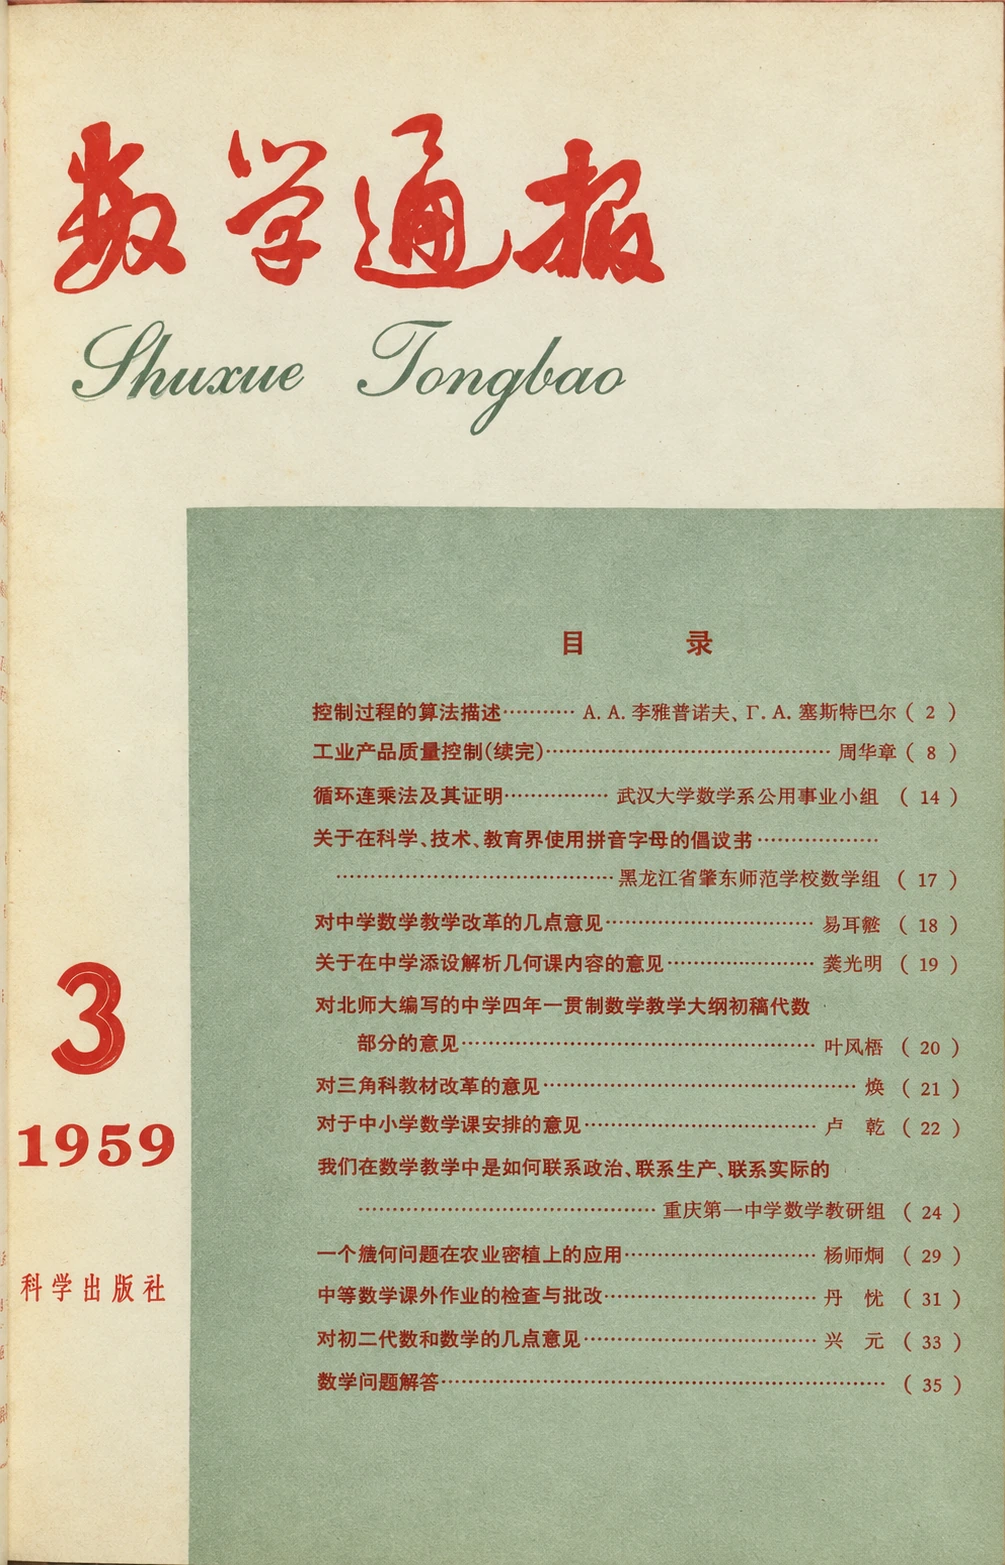 数学通报
Shuxue Tongbao
目 录
控制过程的算法描述………… А. А. 李雅普诺夫、Г. А. 塞斯特巴尔 ( 2 )
工业产品质量控制(续完)…………………………………… 周华章 ( 8 )
循环连乘法及其证明…………… 武汉大学数学系公用事业小组 ( 14 )
关于在科学、技术、教育界使用拼音字母的倡议书………………
…………………………………… 黑龙江省肇东师范学校数学组 ( 17 )
对中学数学教学改革的几点意见………………………… 易耳 ( 18 )
关于在中学添设解析几何课内容的意见………………… 龚光明 ( 19 )
对北师大编写的中学四年一贯制数学教学大纲初稿代数
部分的意见……………………………………………… 叶风梧 ( 20 )
对三角科教材改革的意见……………………………………… 焕 ( 21 )
对于中小学数学课安排的意见…………………………… 卢 乾 ( 22 )
我们在数学教学中是如何联系政治、联系生产、联系实际的
…………………………………… 重庆第一中学数学教研组 ( 24 )
一个几何问题在农业密植上的应用……………………… 杨师炯 ( 29 )
中等数学课外作业的检查与批改………………………… 丹 忱 ( 31 )
对初二代数和数学的几点意见…………………………… 兴 元 ( 33 )
数学问题解答……………………………………………………… ( 35 )
3
1959
科学出版社